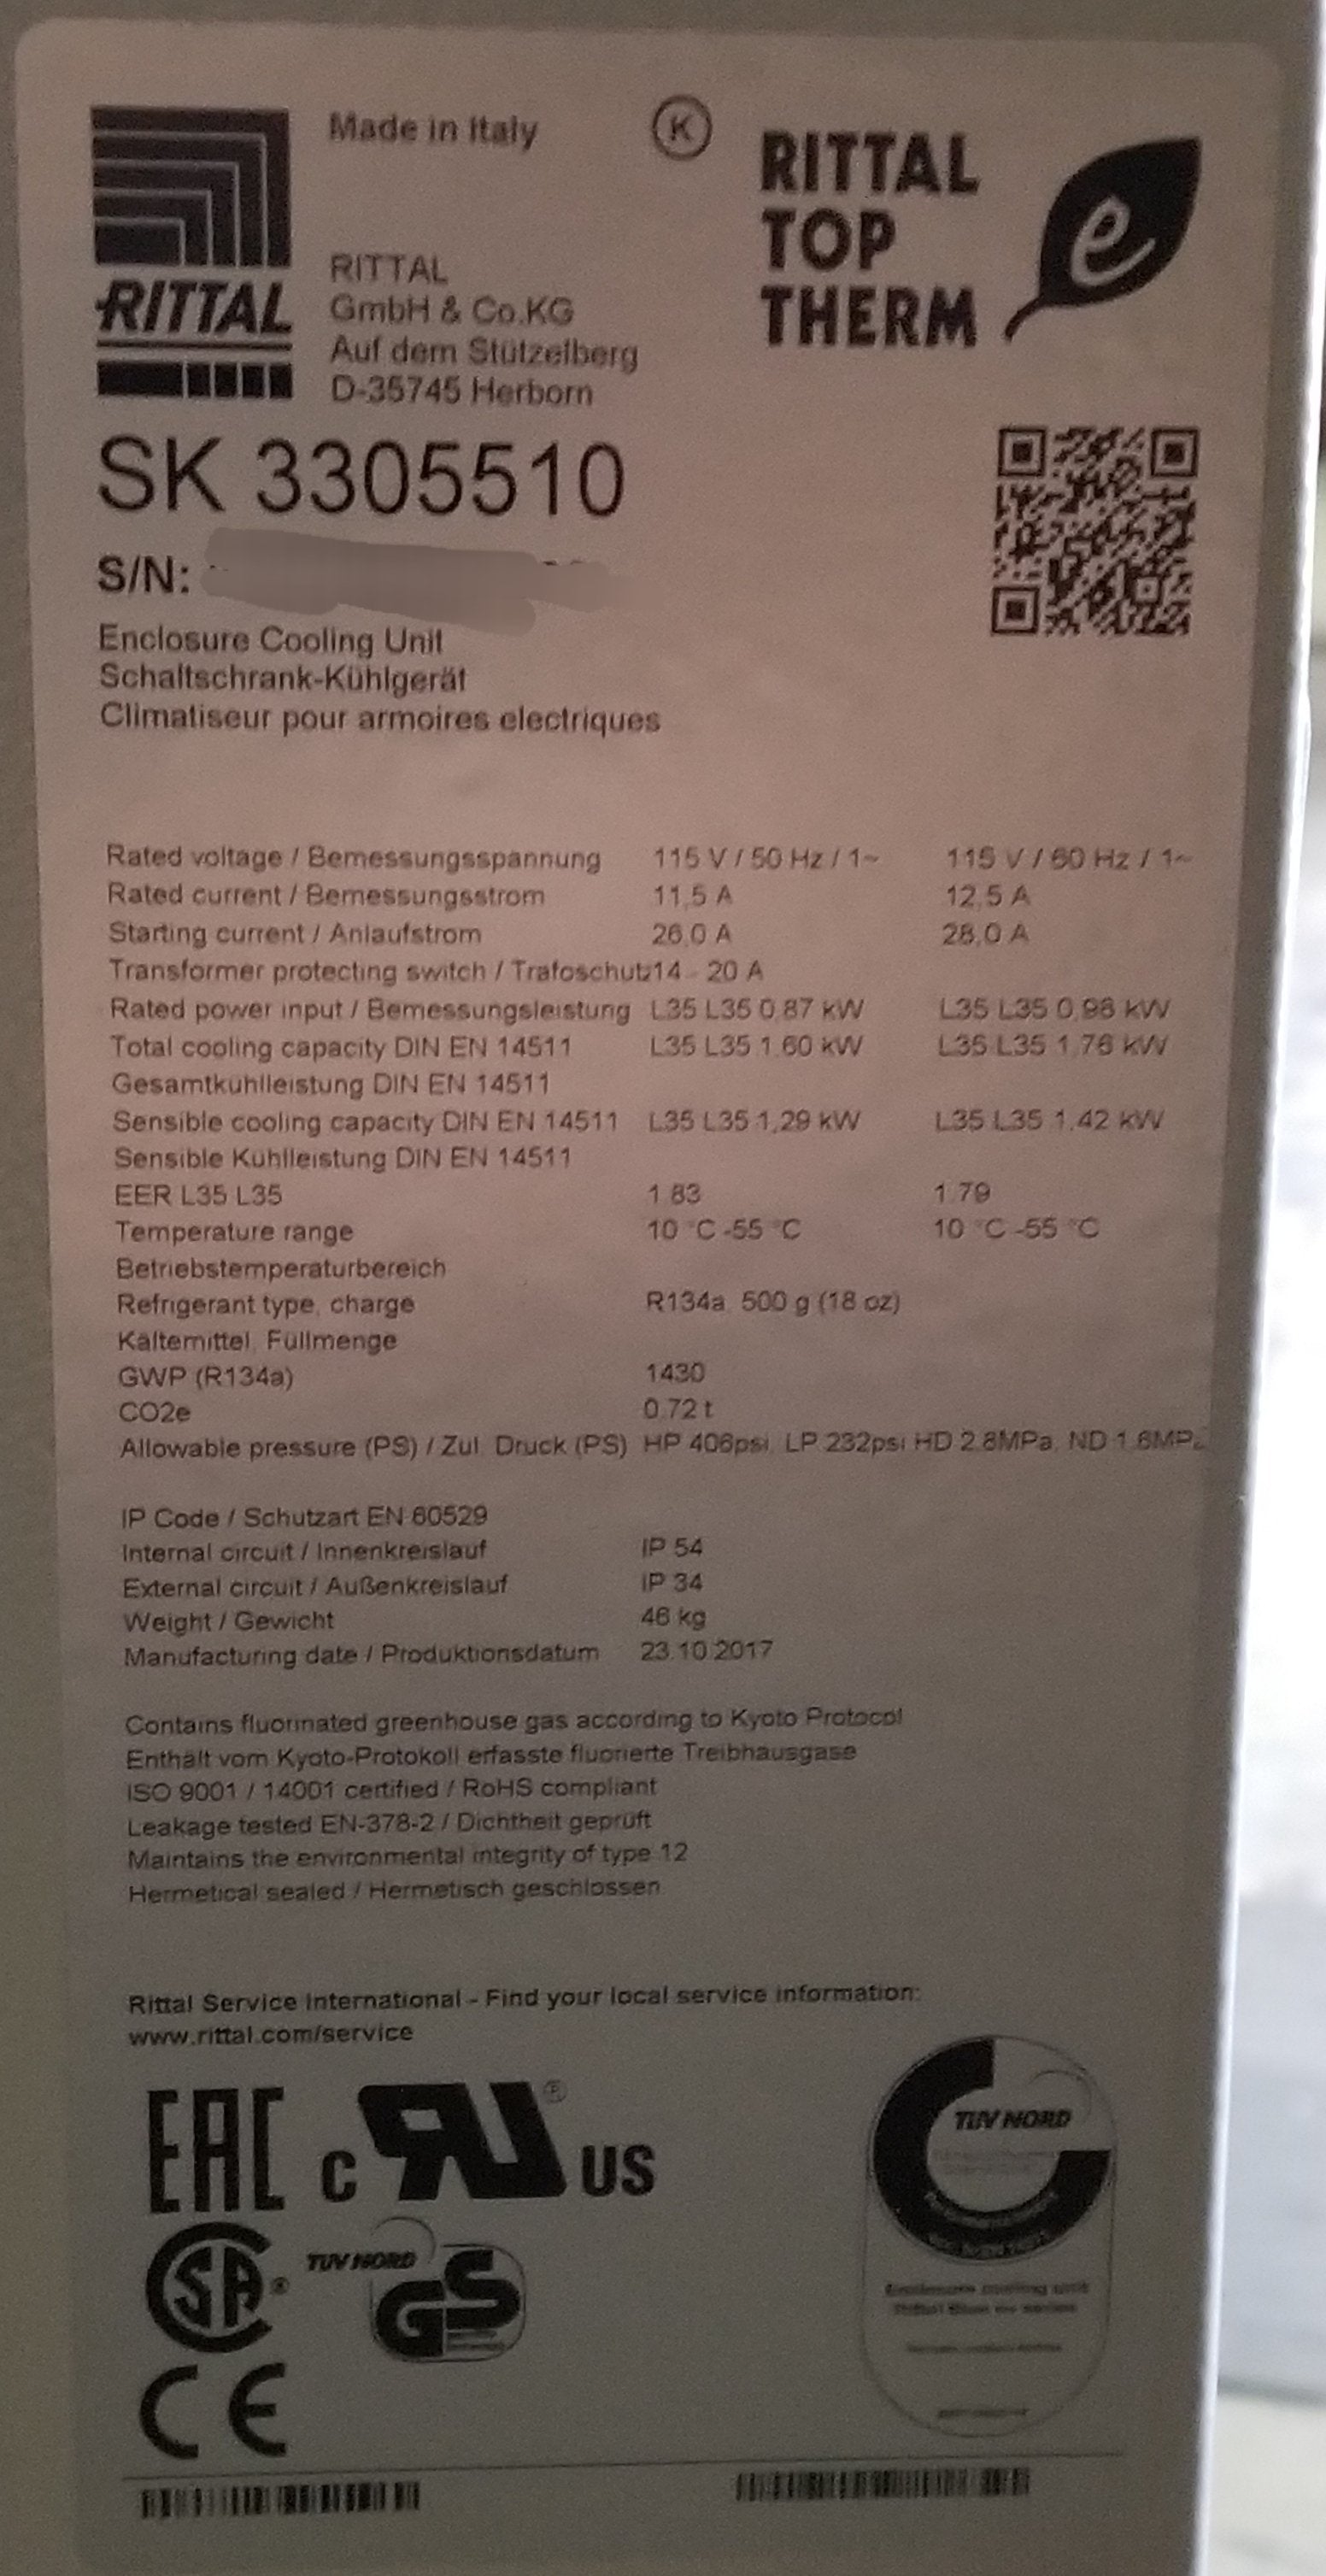 Made in Italy
K
RITTAL
TOP
THERM
e
RITTAL
RITTAL
GmbH & Co.KG
Auf dem Stützelberg
D-35745 Herborn
SK 3305510
S/N:
Enclosure Cooling Unit
Schaltschrank-Kühlgerät
Climatiseur pour armoires electriques
Rated voltage / Bemessungsspannung 115 V / 50 Hz / 1~ 115 V / 60 Hz / 1~
Rated current / Bemessungsstrom 11,5 A 12,5 A
Starting current / Anlaufstrom 26,0 A 28,0 A
Transformer protecting switch / Trafoschutz 14 - 20 A
Rated power input / Bemessungsleistung L35 L35 0,87 kW L35 L35 0,98 kW
Total cooling capacity DIN EN 14511 L35 L35 1.60 kW L35 L35 1,76 kW
Gesamtkühlleistung DIN EN 14511
Sensible cooling capacity DIN EN 14511 L35 L35 1,29 kW L35 L35 1,42 kW
Sensible Kühlleistung DIN EN 14511
EER L35 L35 1.83 1.79
Temperature range 10 °C -55 °C 10 °C -55 °C
Betriebstemperaturbereich
Refrigerant type, charge R134a, 500 g (18 oz)
Kältemittel, Füllmenge
GWP (R134a) 1430
CO2e 0.72 t
Allowable pressure (PS) / Zul. Druck (PS) HP 406psi, LP 232psi HD 2.8MPa, ND 1.6MPa
IP Code / Schutzart EN 60529
Internal circuit / Innenkreislauf IP 54
External circuit / Außenkreislauf IP 34
Weight / Gewicht 46 kg
Manufacturing date / Produktionsdatum 23.10.2017
Contains fluorinated greenhouse gas according to Kyoto Protocol
Enthält vom Kyoto-Protokoll erfasste fluorierte Treibhausgase
ISO 9001 / 14001 certified / RoHS compliant
Leakage tested EN-378-2 / Dichtheit geprüft
Maintains the environmental integrity of type 12
Hermetical sealed / Hermetisch geschlossen
Rittal Service International - Find your local service information:
www.rittal.com/service
EAC
c RU ® US
TÜV NORD
SA ®
TÜV NORD
GS
Enclosure cooling unit
CE